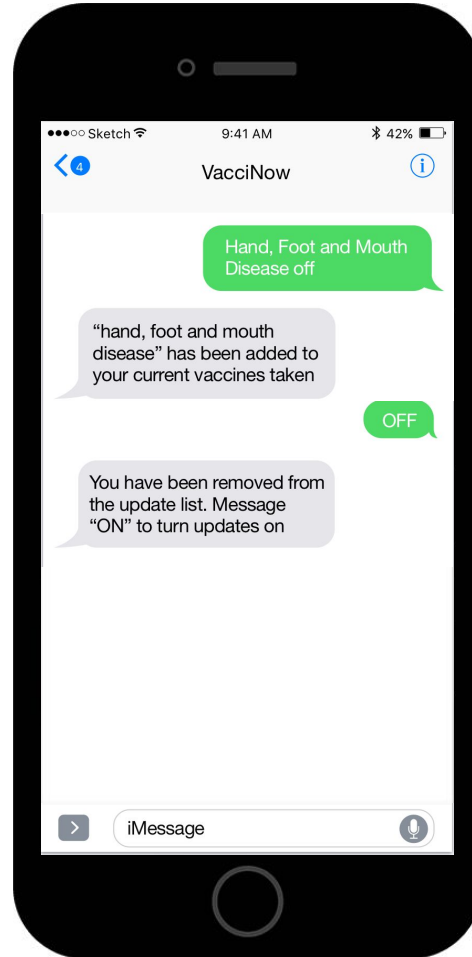 Sketch 9:41 AM 42%
4
VacciNow
Hand, Foot and Mouth
Disease off
“hand, foot and mouth
disease” has been added to
your current vaccines taken
OFF
You have been removed from
the update list. Message
“ON” to turn updates on
iMessage